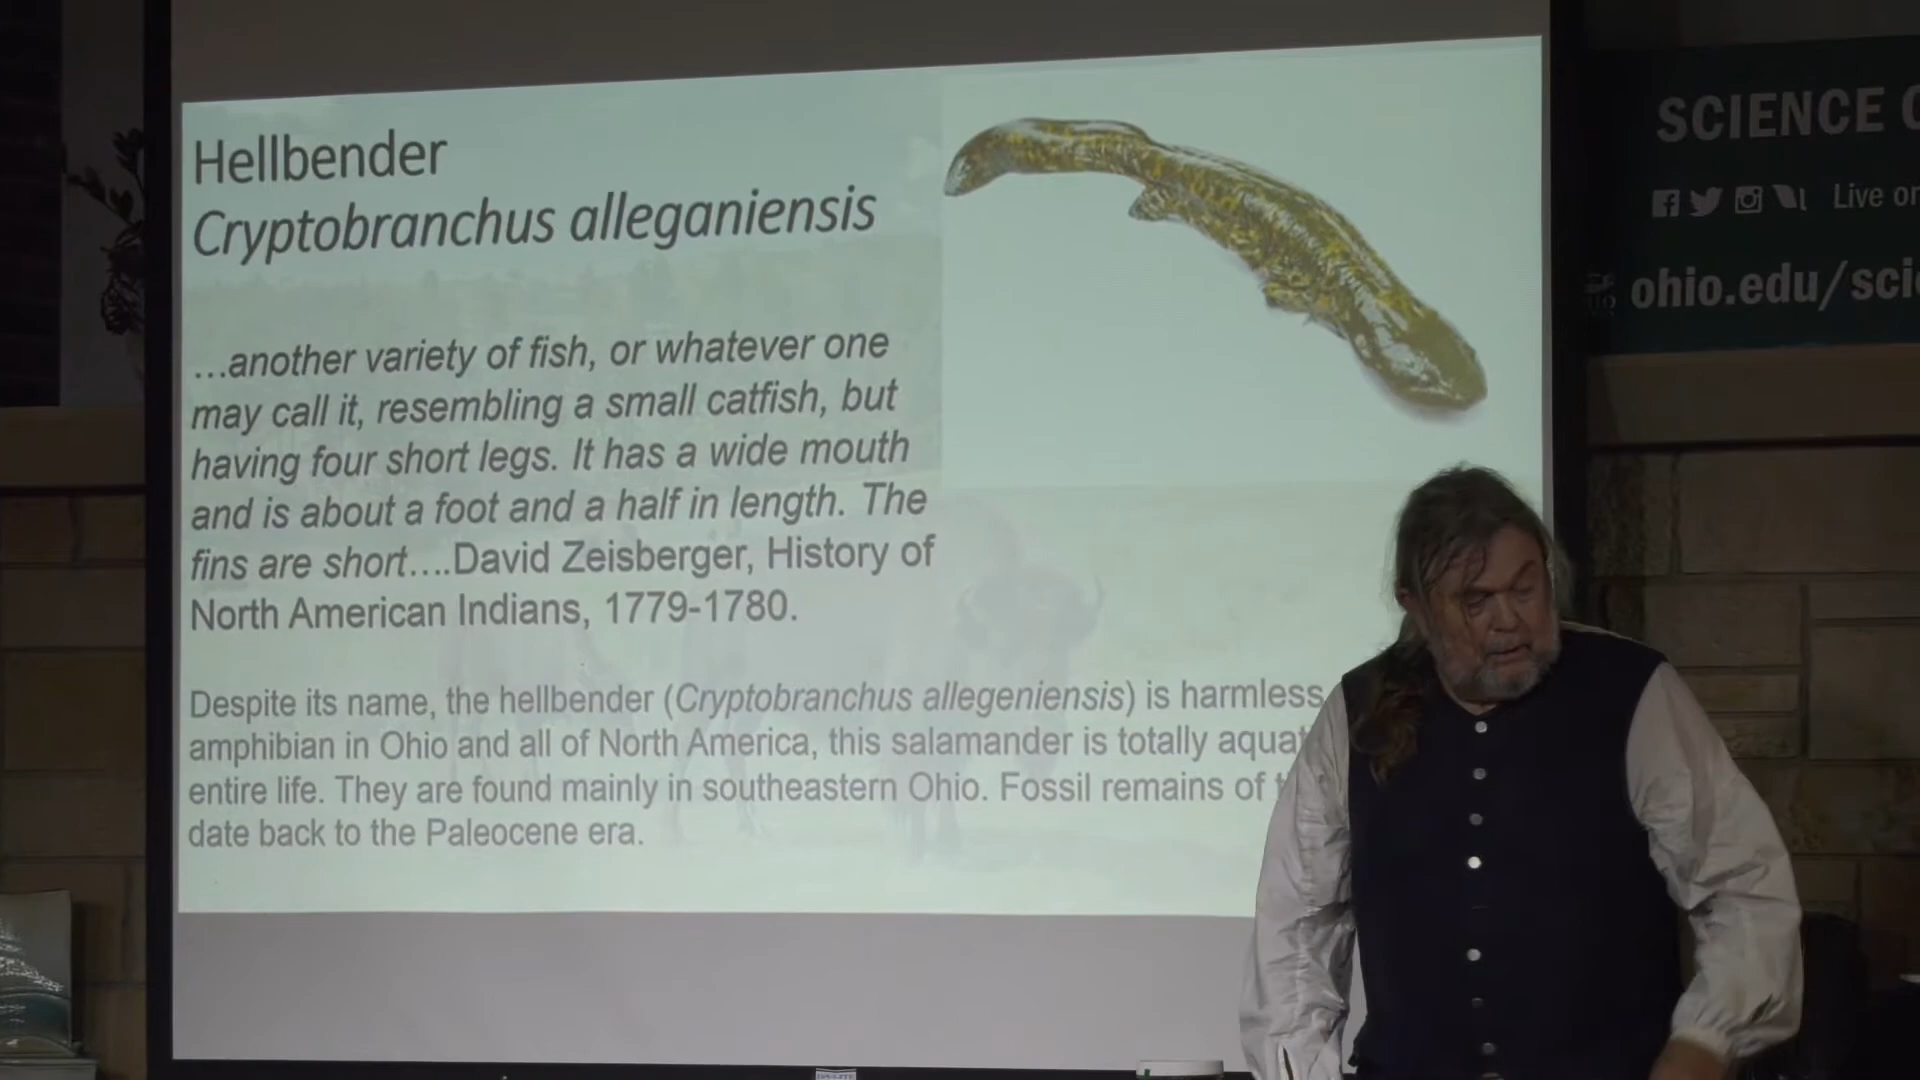 Hellbender
Cryptobranchus alleganiensis
…another variety of fish, or whatever one
may call it, resembling a small catfish, but
having four short legs. It has a wide mouth
and is about a foot and a half in length. The
fins are short….David Zeisberger, History of
North American Indians, 1779-1780.
Despite its name, the hellbender (Cryptobranchus allegeniensis) is harmless
amphibian in Ohio and all of North America, this salamander is totally aquat
entire life. They are found mainly in southeastern Ohio. Fossil remains of t
date back to the Paleocene era.
SCIENCE C
Live on
ohio.edu/scie
DA-LITE